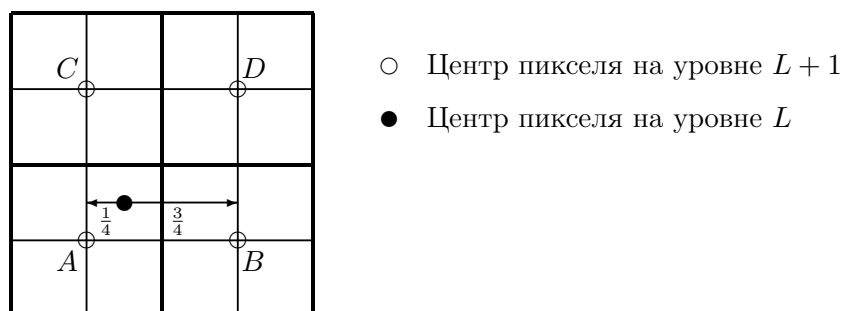 C D
○ Центр пикселя на уровне L + 1
● Центр пикселя на уровне L
1/4 3/4
A B